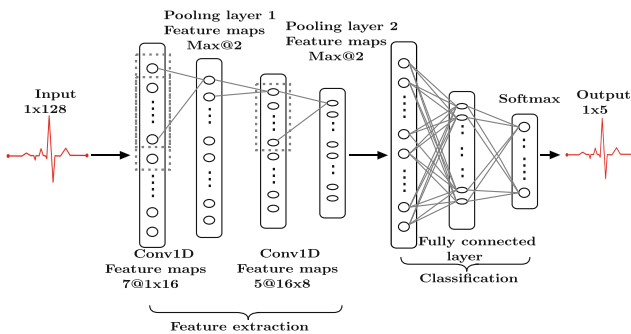 Pooling layer 1
Feature maps
Max@2
Pooling layer 2
Feature maps
Max@2
Input
1x128
Softmax
Output
1x5
Conv1D
Feature maps
7@1x16
Conv1D
Feature maps
5@16x8
Fully connected
layer
Classification
Feature extraction